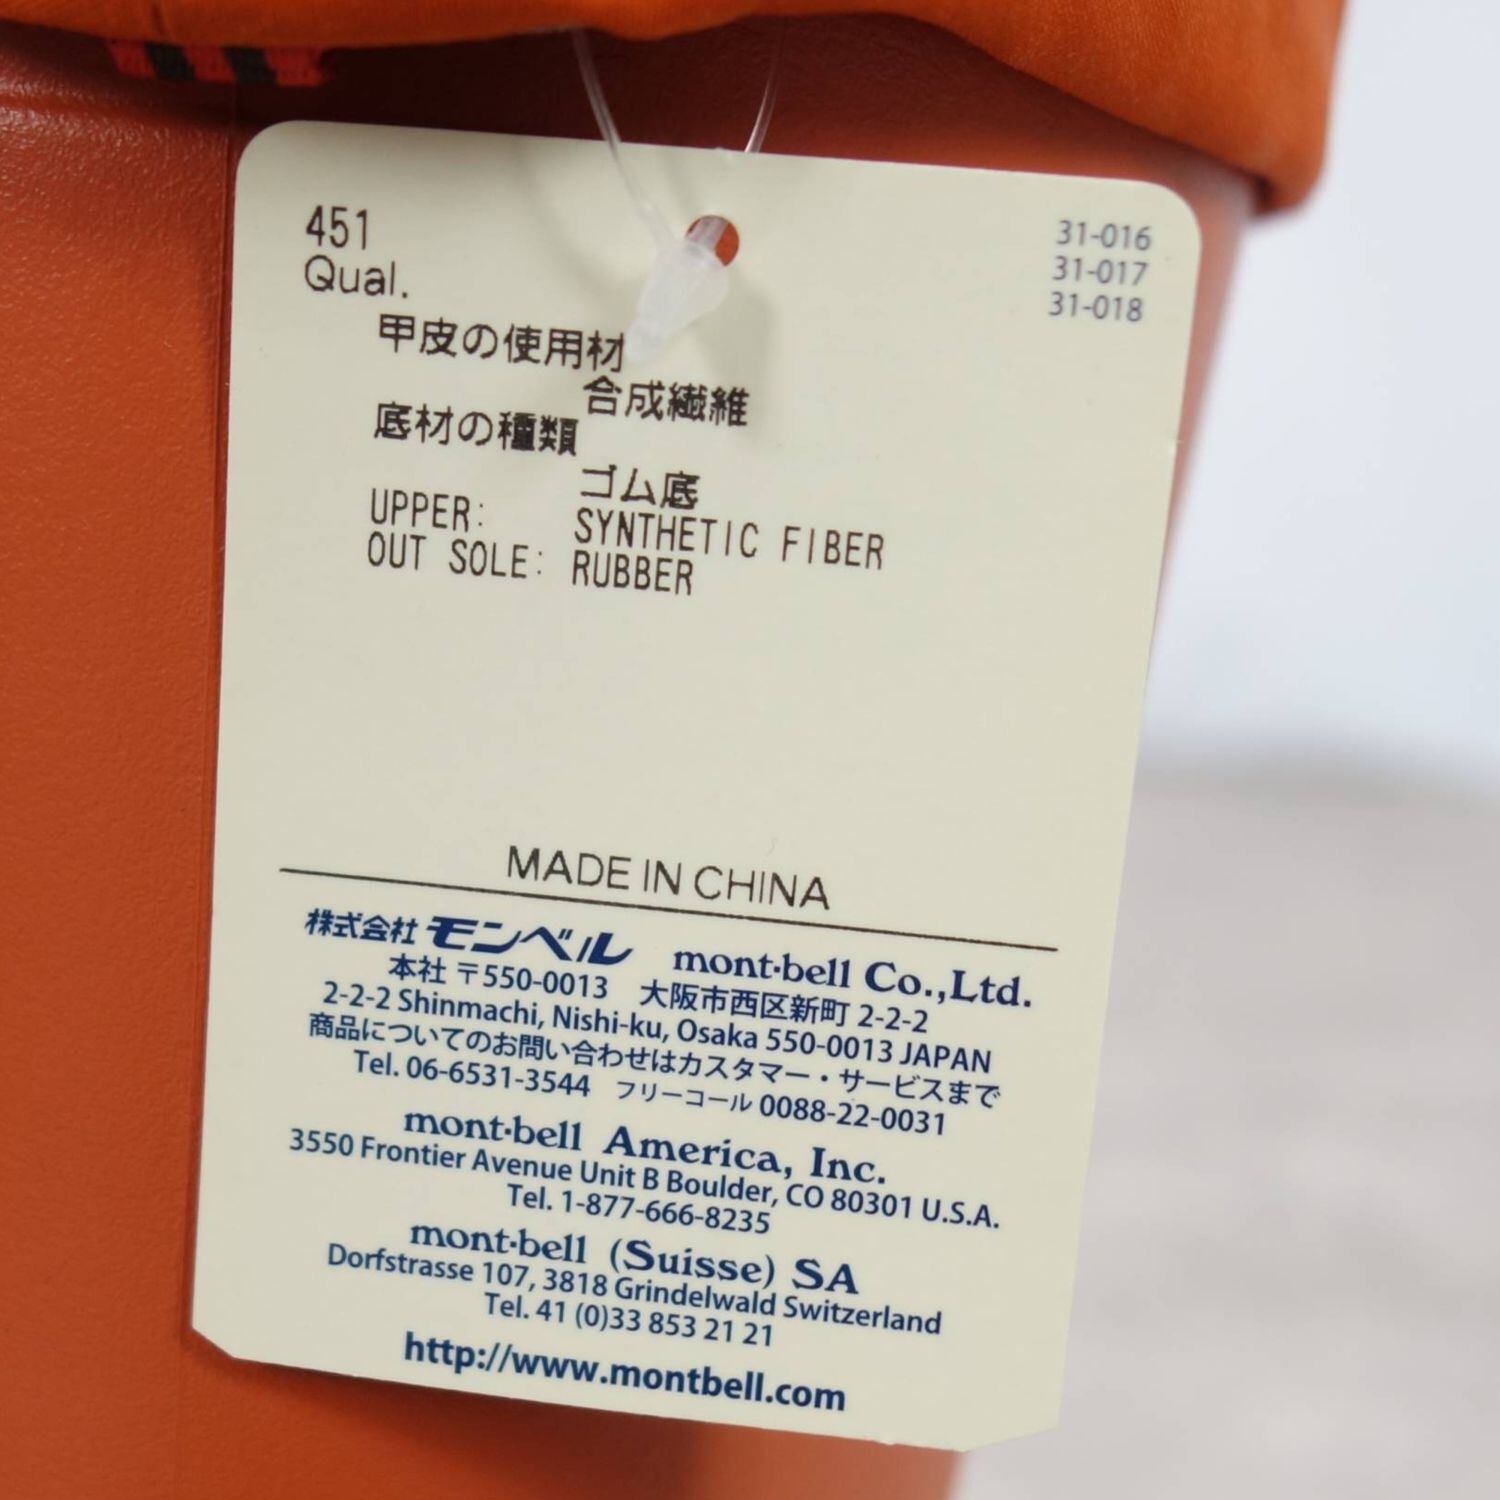 451
Qual.
31-016
31-017
31-018
甲皮の使用材
合成繊維
底材の種類
ゴム底
UPPER: SYNTHETIC FIBER
OUT SOLE: RUBBER
MADE IN CHINA
株式会社 モンベル mont·bell Co.,Ltd.
本社 〒550-0013 大阪市西区新町 2-2-2
2-2-2 Shinmachi, Nishi-ku, Osaka 550-0013 JAPAN
商品についてのお問い合わせはカスタマー・サービスまで
Tel. 06-6531-3544 フリーコール 0088-22-0031
mont·bell America, Inc.
3550 Frontier Avenue Unit B Boulder, CO 80301 U.S.A.
Tel. 1-877-666-8235
mont·bell (Suisse) SA
Dorfstrasse 107, 3818 Grindelwald Switzerland
Tel. 41 (0)33 853 21 21
http://www.montbell.com